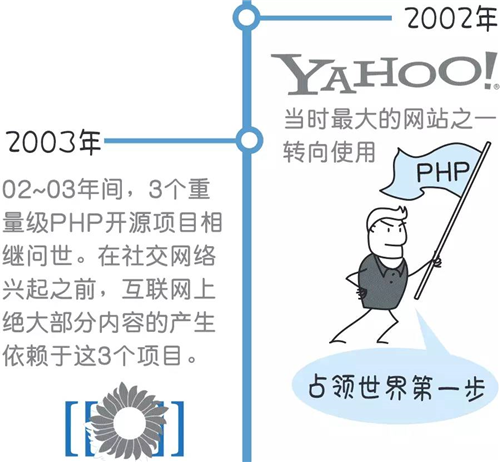 2002年
YAHOO!®
当时最大的网站之一
转向使用
PHP
占领世界第一步
2003年
02~03年间，3个重
量级PHP开源项目相
继问世。在社交网络
兴起之前，互联网上
绝大部分内容的产生
依赖于这3个项目。
[[ ]]